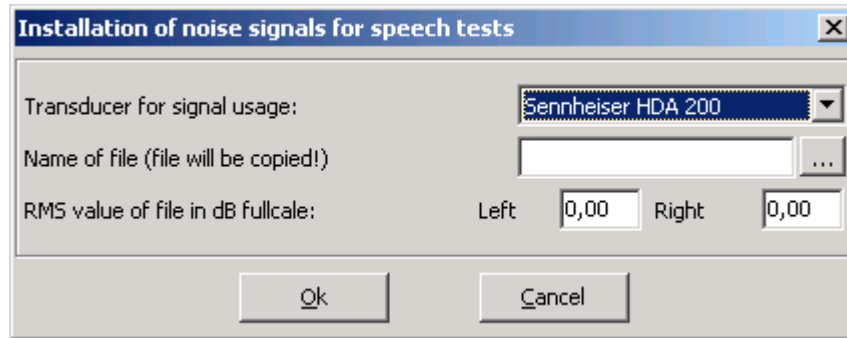 Installation of noise signals for speech tests
Transducer for signal usage: Sennheiser HDA 200
Name of file (file will be copied!) ...
RMS value of file in dB fullcale: Left 0,00 Right 0,00
Ok Cancel